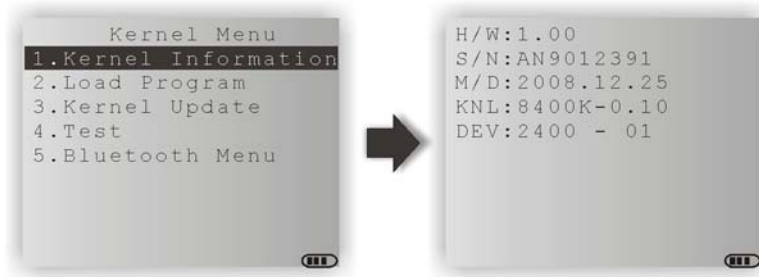 Kernel Menu
1.Kernel Information
2.Load Program
3.Kernel Update
4.Test
5.Bluetooth Menu
H/W:1.00
S/N:AN9012391
M/D:2008.12.25
KNL:8400K-0.10
DEV:2400 - 01